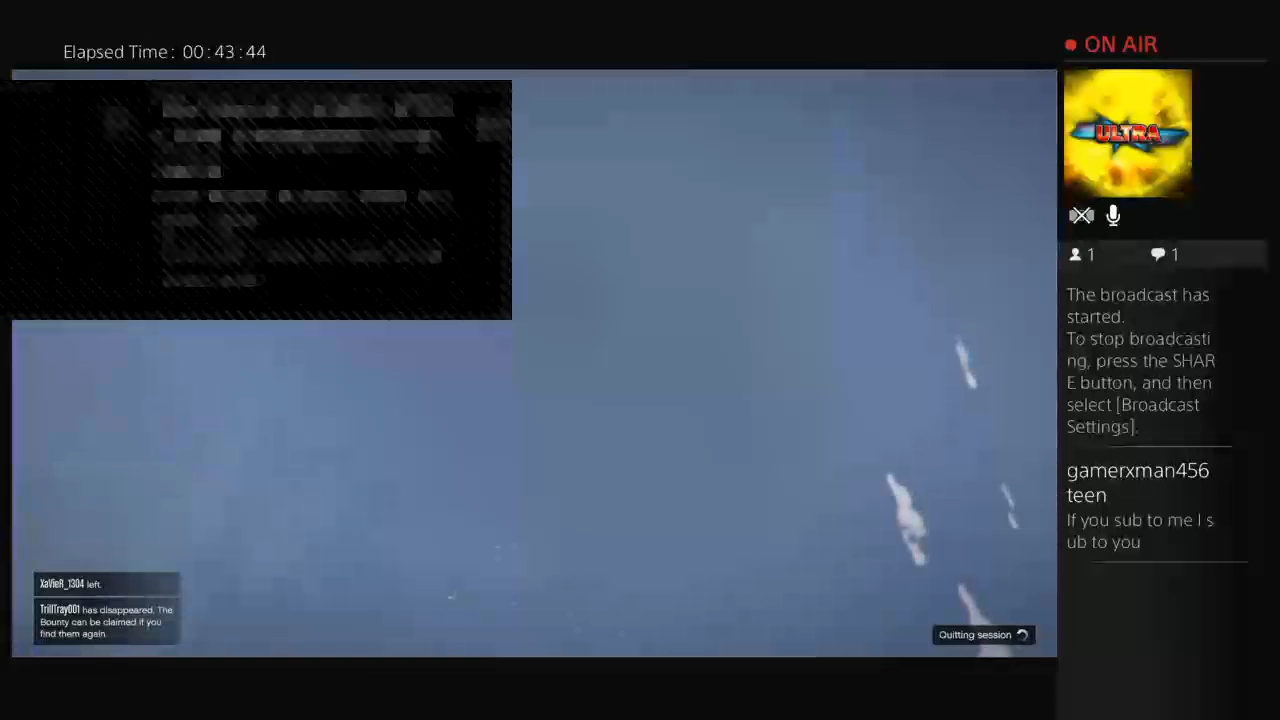 Elapsed Time: 00:43:44
ON AIR
ULTRA
1
1
The broadcast has
started.
To stop broadcasti
ng, press the SHAR
E button, and then
select [Broadcast
Settings].
gamerxman456
teen
If you sub to me I s
ub to you
XaVieR_1304 left.
TrillTray001 has disappeared. The
Bounty can be claimed if you
find them again.
Quitting session